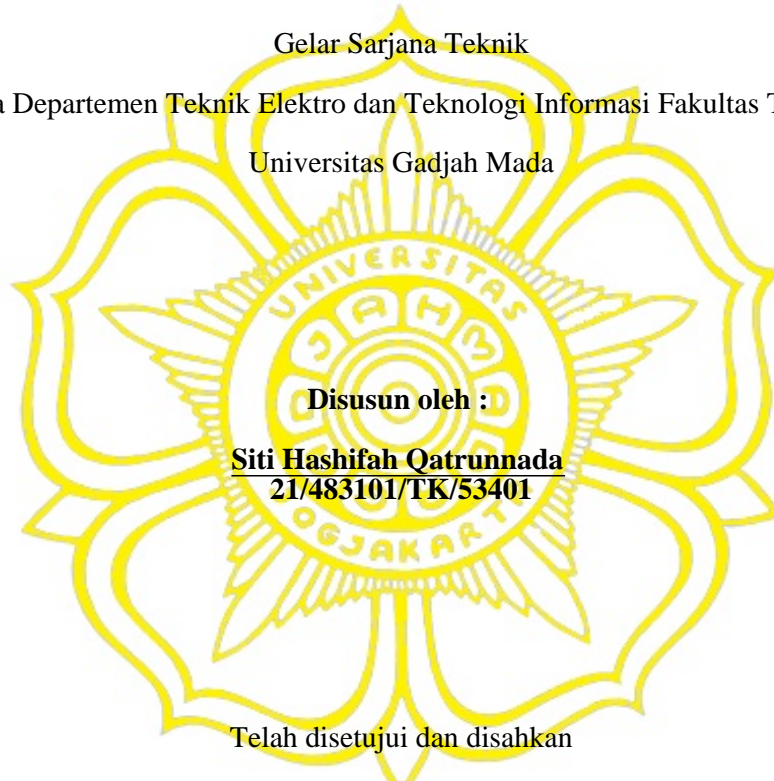 Gelar Sarjana Teknik
Departemen Teknik Elektro dan Teknologi Informasi Fakultas
Universitas Gadjah Mada
UNIVERSITAS
Disusun oleh :
Siti Hashifah Qatrunnada
21/483101/TK/53401
Telah disetujui dan disahkan